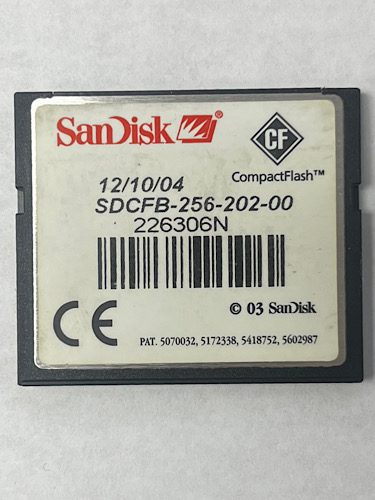 SanDisk
CF
CompactFlash™
12/10/04
SDCFB-256-202-00
226306N
CE
© 03 SanDisk
PAT. 5070032, 5172338, 5418752, 5602987